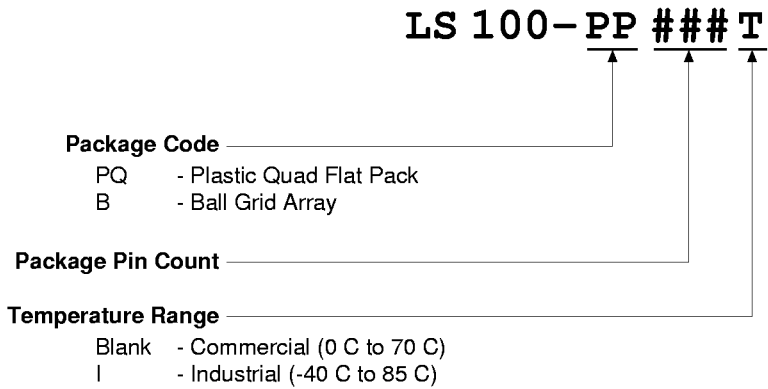 LS 100-PP ### T
Package Code
PQ - Plastic Quad Flat Pack
B - Ball Grid Array
Package Pin Count
Temperature Range
Blank - Commercial (0 C to 70 C)
I - Industrial (-40 C to 85 C)